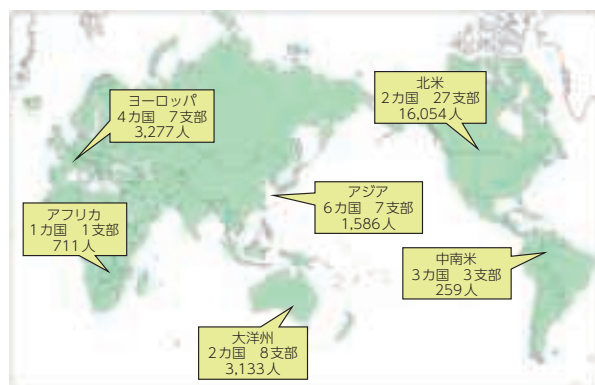 ヨーロッパ
4カ国 7支部
3,277人
北米
2カ国 27支部
16,054人
アジア
6カ国 7支部
1,586人
アフリカ
1カ国 1支部
711人
中南米
3カ国 3支部
259人
大洋州
2カ国 8支部
3,133人